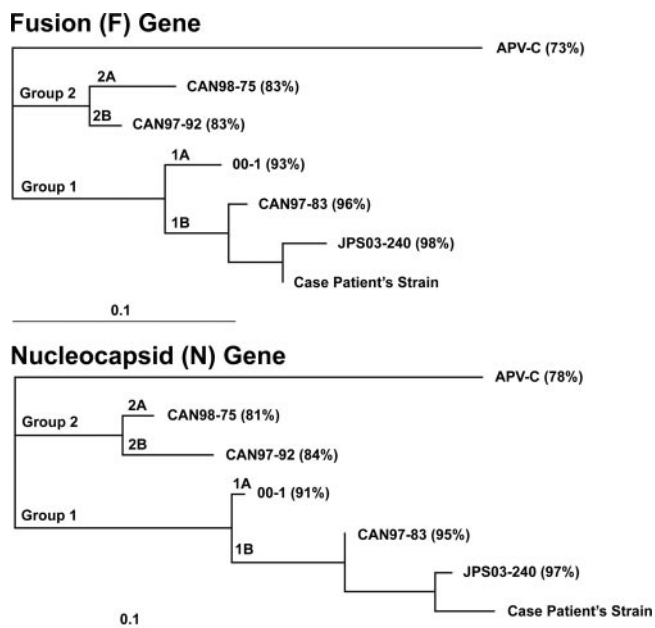 Fusion (F) Gene
APV-C (73%)
2A
CAN98-75 (83%)
Group 2
2B
CAN97-92 (83%)
1A
00-1 (93%)
Group 1
CAN97-83 (96%)
1B
JPS03-240 (98%)
Case Patient's Strain
0.1
Nucleocapsid (N) Gene
APV-C (78%)
2A
CAN98-75 (81%)
Group 2
2B
CAN97-92 (84%)
1A
00-1 (91%)
Group 1
CAN97-83 (95%)
1B
JPS03-240 (97%)
Case Patient's Strain
0.1